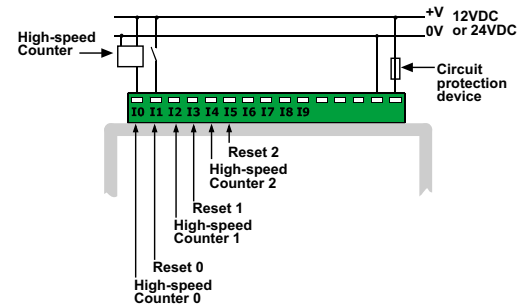 +V 12VDC
0V or 24VDC
High-speed
Counter
Circuit
protection
device
I0 I1 I2 I3 I4 I5 I6 I7 I8 I9
Reset 2
High-speed
Counter 2
Reset 1
High-speed
Counter 1
Reset 0
High-speed
Counter 0